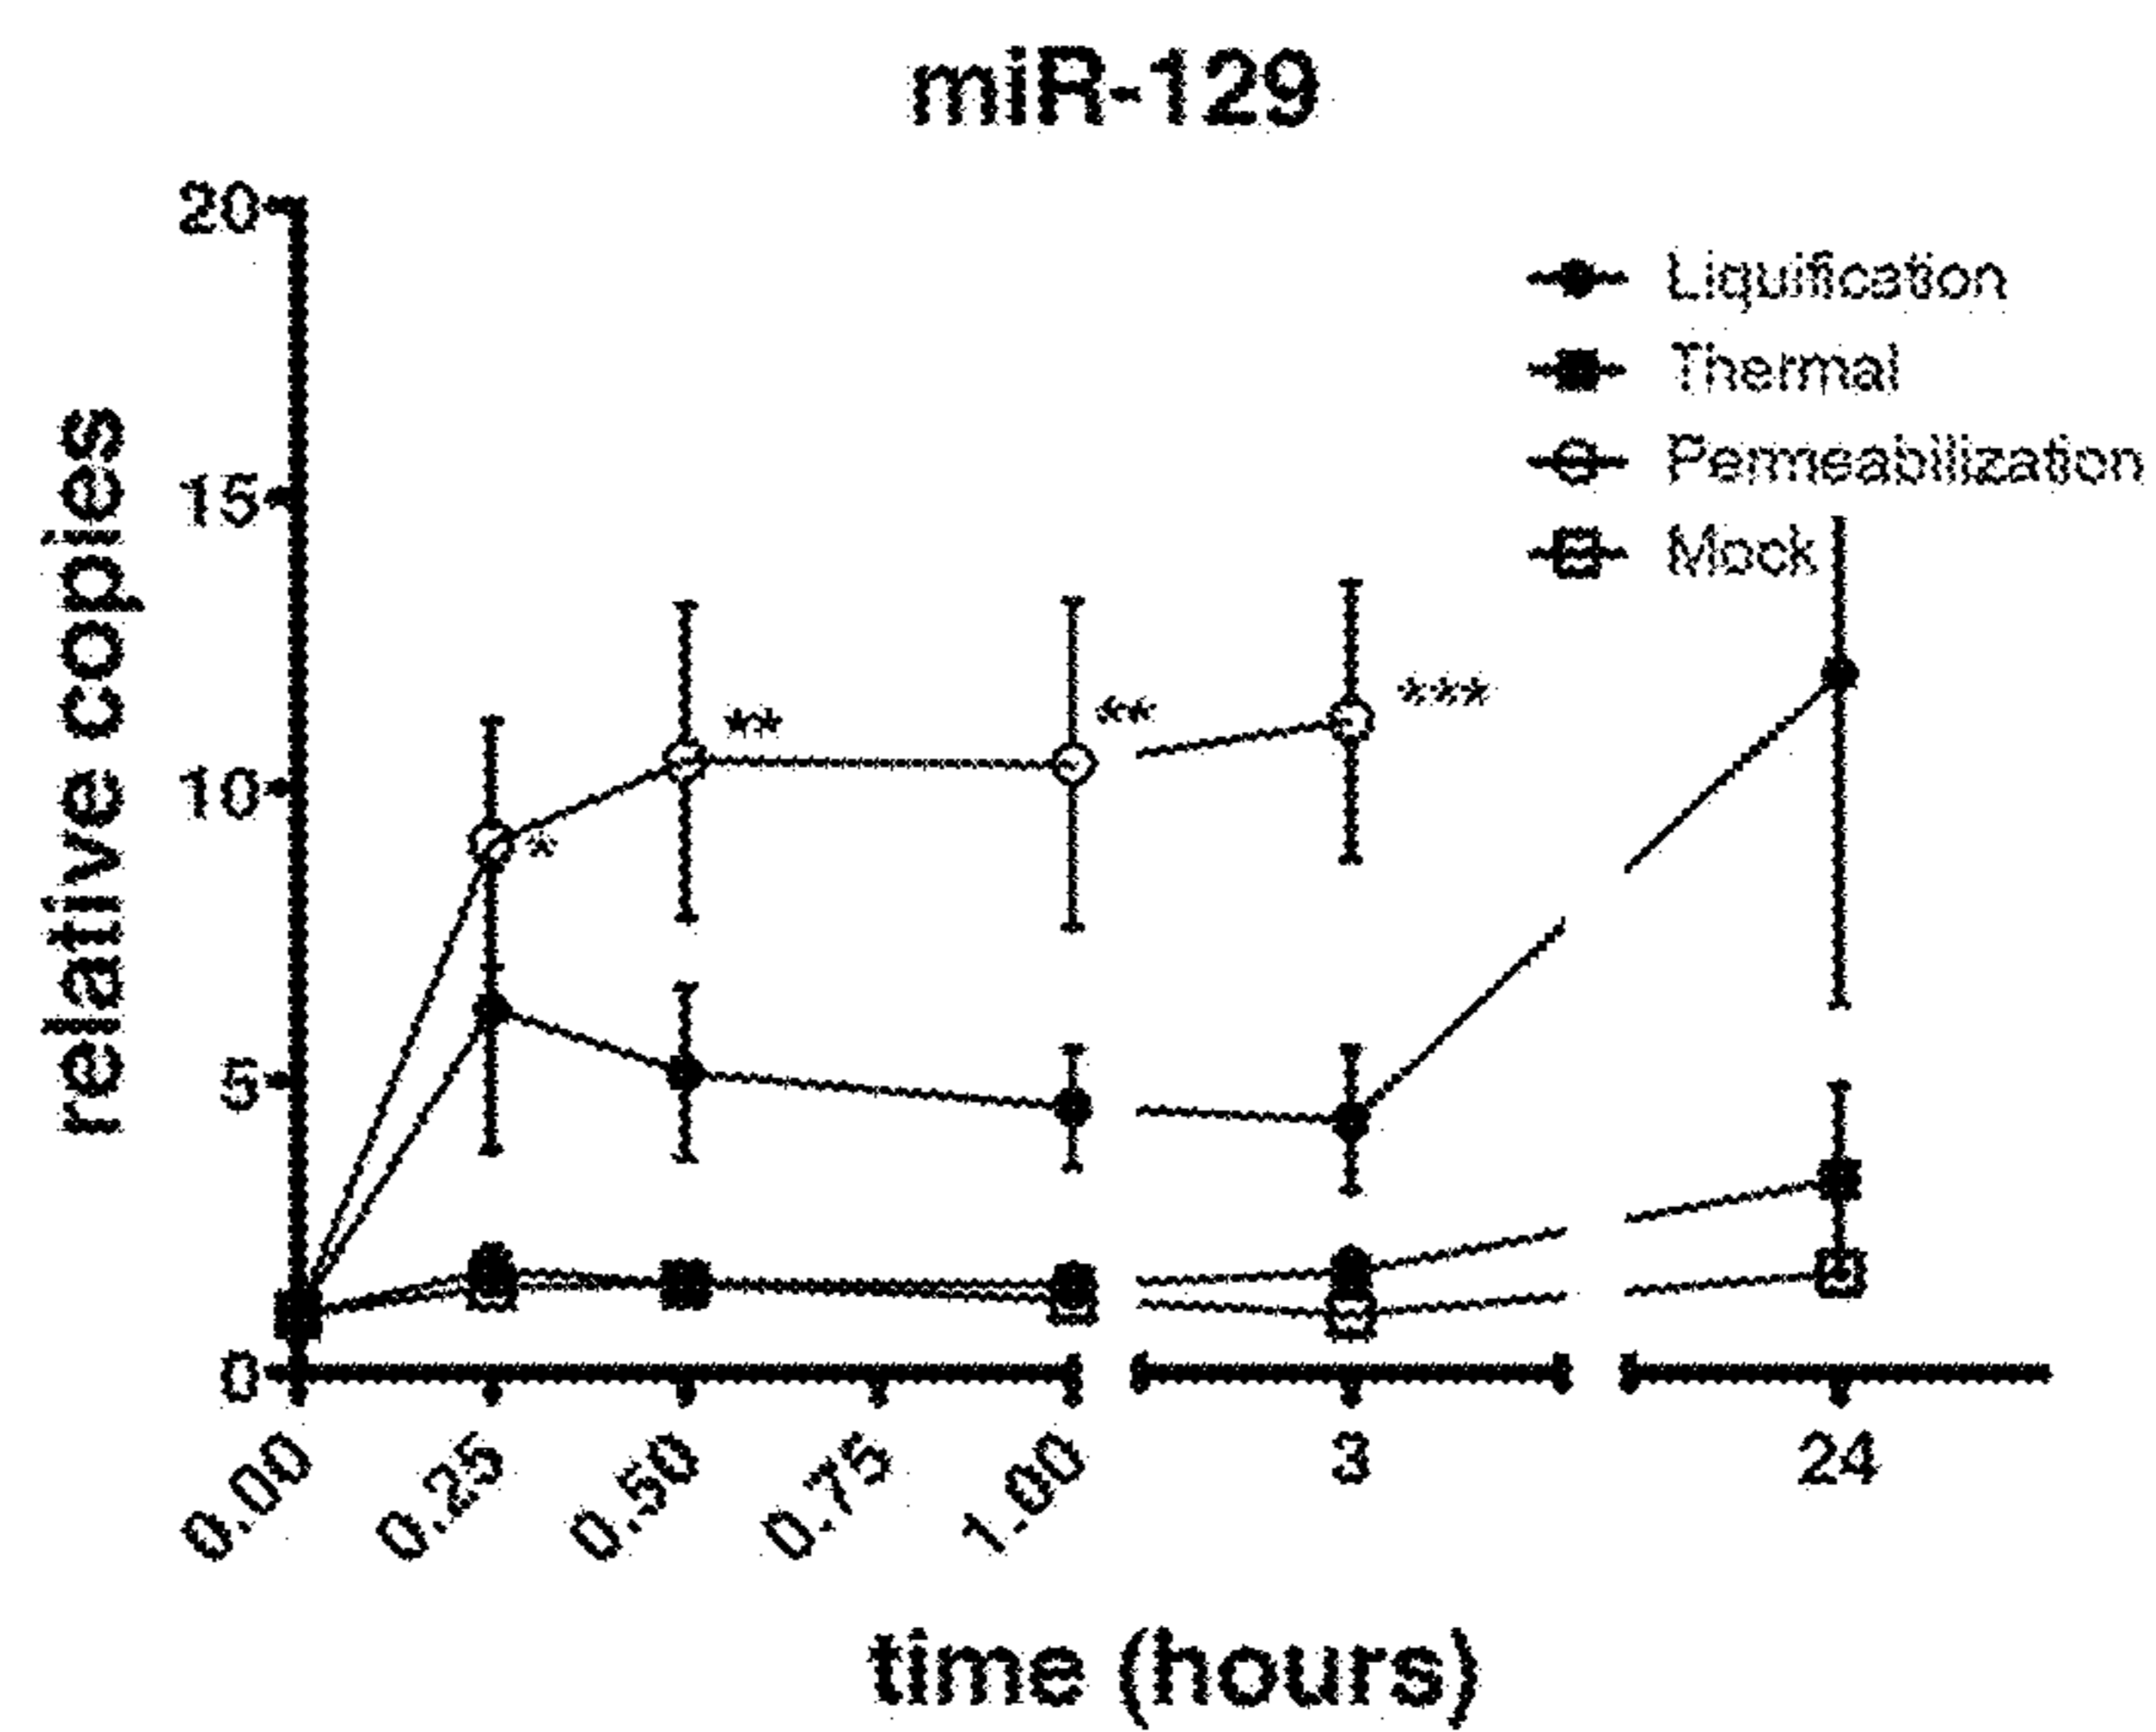 miR-129
20
15
10
5
0
relative copies
Liquification
Thermal
Permeabilization
Mock
*
**
**
***
0.00
0.25
0.50
0.75
1.00
3
24
time (hours)